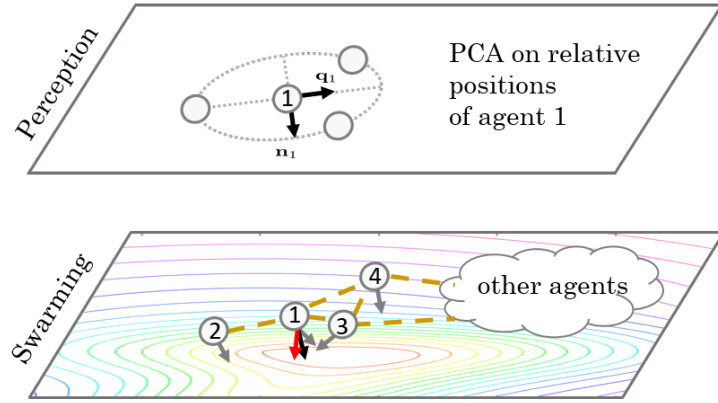 Perception
PCA on relative
positions
of agent 1
q₁
1
n₁
Swarming
4
other agents
1
3
2